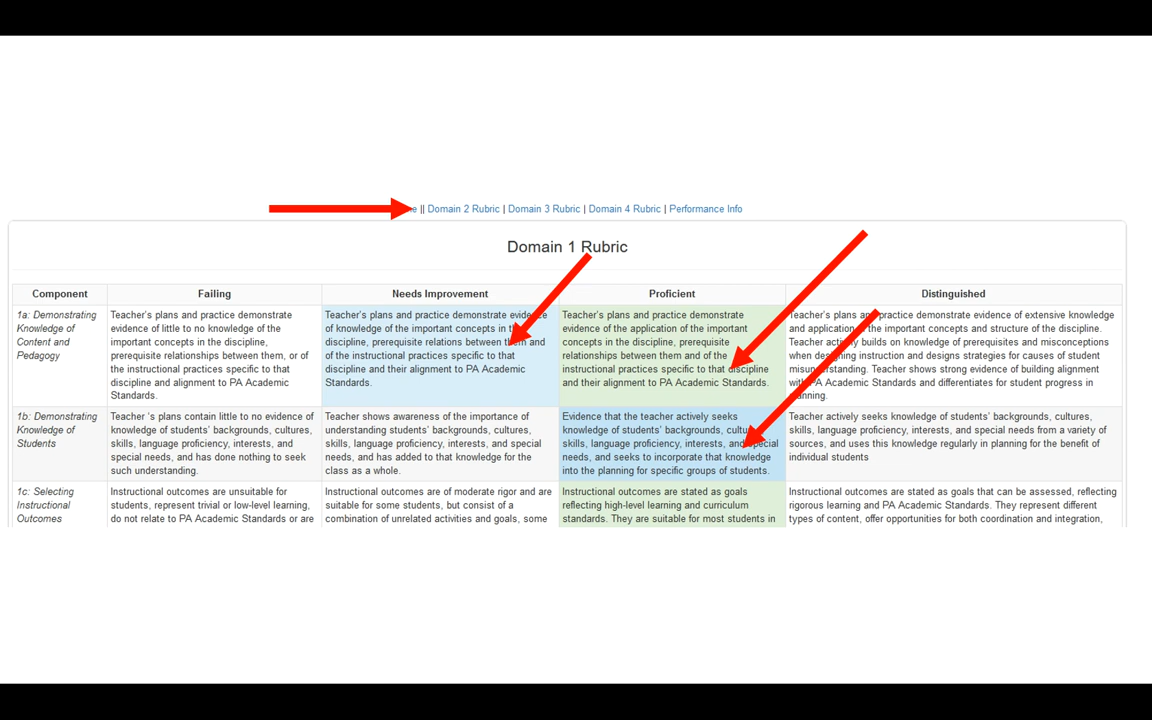 || Domain 2 Rubric | Domain 3 Rubric | Domain 4 Rubric | Performance Info
Domain 1 Rubric
Component
Failing
Needs Improvement
Proficient
Distinguished
1a: Demonstrating
Knowledge of
Content and
Pedagogy
Teacher's plans and practice demonstrate
evidence of little to no knowledge of the
important concepts in the discipline,
prerequisite relationships between them, or of
the instructional practices specific to that
discipline and alignment to PA Academic
Standards.
Teacher's plans and practice demonstrate evidence
of knowledge of the important concepts in the
discipline, prerequisite relations between them and
of the instructional practices specific to that
discipline and their alignment to PA Academic
Standards.
Teacher's plans and practice demonstrate
evidence of the application of the important
concepts in the discipline, prerequisite
relationships between them and of the
instructional practices specific to that discipline
and their alignment to PA Academic Standards.
Teacher's plans and practice demonstrate evidence of extensive knowledge
and application of the important concepts and structure of the discipline.
Teacher actively builds on knowledge of prerequisites and misconceptions
when designing instruction and designs strategies for causes of student
misunderstanding. Teacher shows strong evidence of building alignment
with PA Academic Standards and differentiates for student progress in
planning.
1b: Demonstrating
Knowledge of
Students
Teacher 's plans contain little to no evidence of
knowledge of students' backgrounds, cultures,
skills, language proficiency, interests, and
special needs, and has done nothing to seek
such understanding.
Teacher shows awareness of the importance of
understanding students' backgrounds, cultures,
skills, language proficiency, interests, and special
needs, and has added to that knowledge for the
class as a whole.
Evidence that the teacher actively seeks
knowledge of students' backgrounds, cultures,
skills, language proficiency, interests, and special
needs, and seeks to incorporate that knowledge
into the planning for specific groups of students.
Teacher actively seeks knowledge of students' backgrounds, cultures,
skills, language proficiency, interests, and special needs from a variety of
sources, and uses this knowledge regularly in planning for the benefit of
individual students
1c: Selecting
Instructional
Outcomes
Instructional outcomes are unsuitable for
students, represent trivial or low-level learning,
do not relate to PA Academic Standards or are
Instructional outcomes are of moderate rigor and are
suitable for some students, but consist of a
combination of unrelated activities and goals, some
Instructional outcomes are stated as goals
reflecting high-level learning and curriculum
standards. They are suitable for most students in
Instructional outcomes are stated as goals that can be assessed, reflecting
rigorous learning and PA Academic Standards. They represent different
types of content, offer opportunities for both coordination and integration,